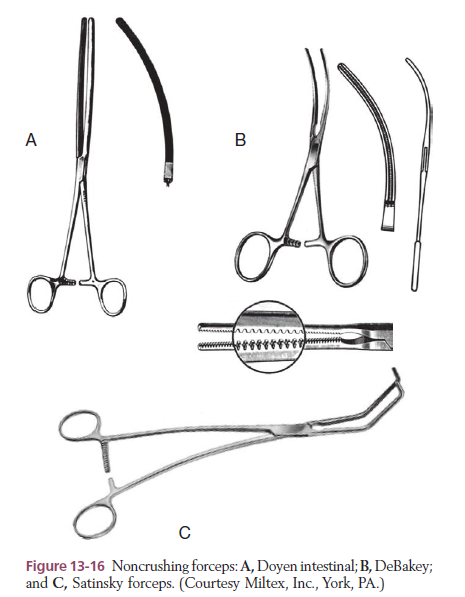 A
B
C
Figure 13-16 Noncrushing forceps: A, Doyen intestinal; B, DeBakey;
and C, Satinsky forceps. (Courtesy Miltex, Inc., York, PA.)